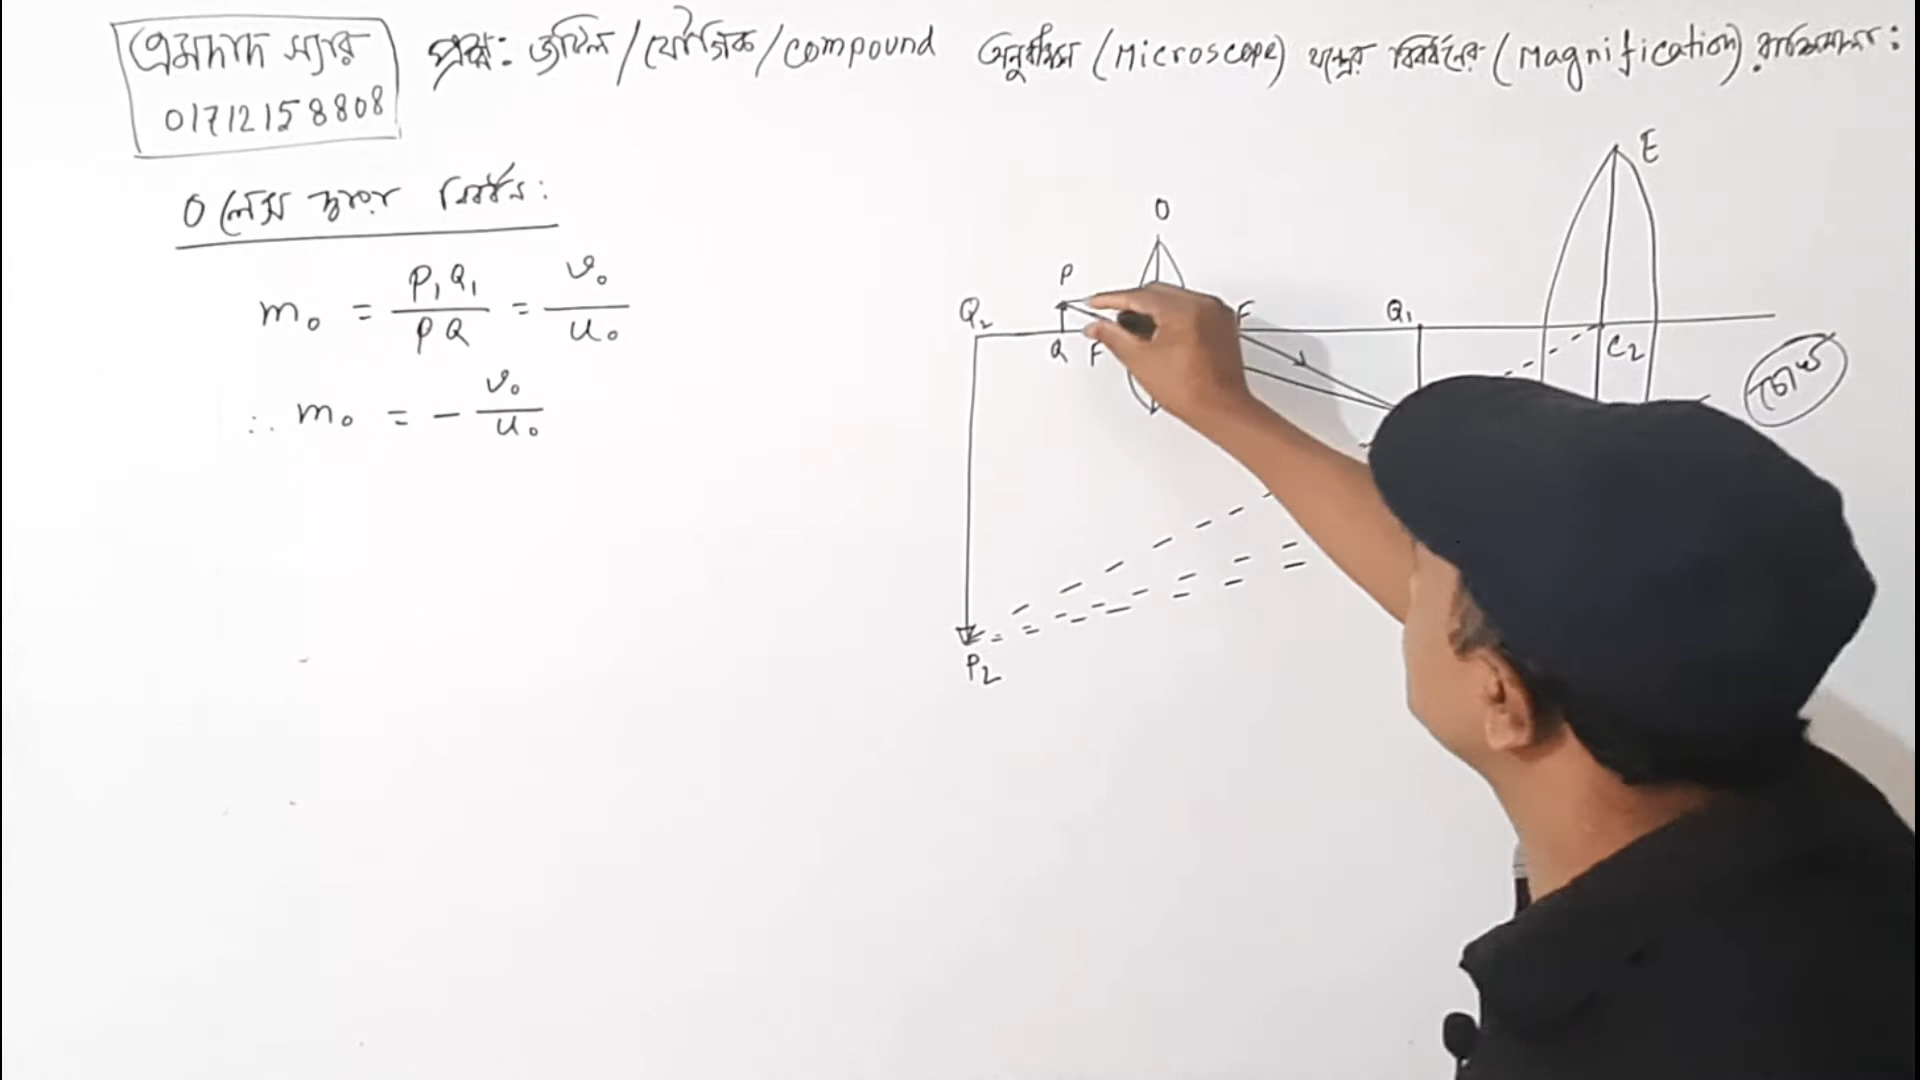 এমদাদ স্যার
01712158808
প্রশ্ন: জটিল/যৌগিক/compound অনুবীক্ষণ (Microscope) যন্ত্রের বিবর্ধনের (Magnification) রাশিমালা:
O লেন্স দ্বারা বিবর্ধন:
m₀ = P₁Q₁ / PQ = v₀ / u₀
∴ m₀ = - v₀ / u₀
E
O
P
Q₂
F
Q₁
Q
F
C₂
চোখ
P₂